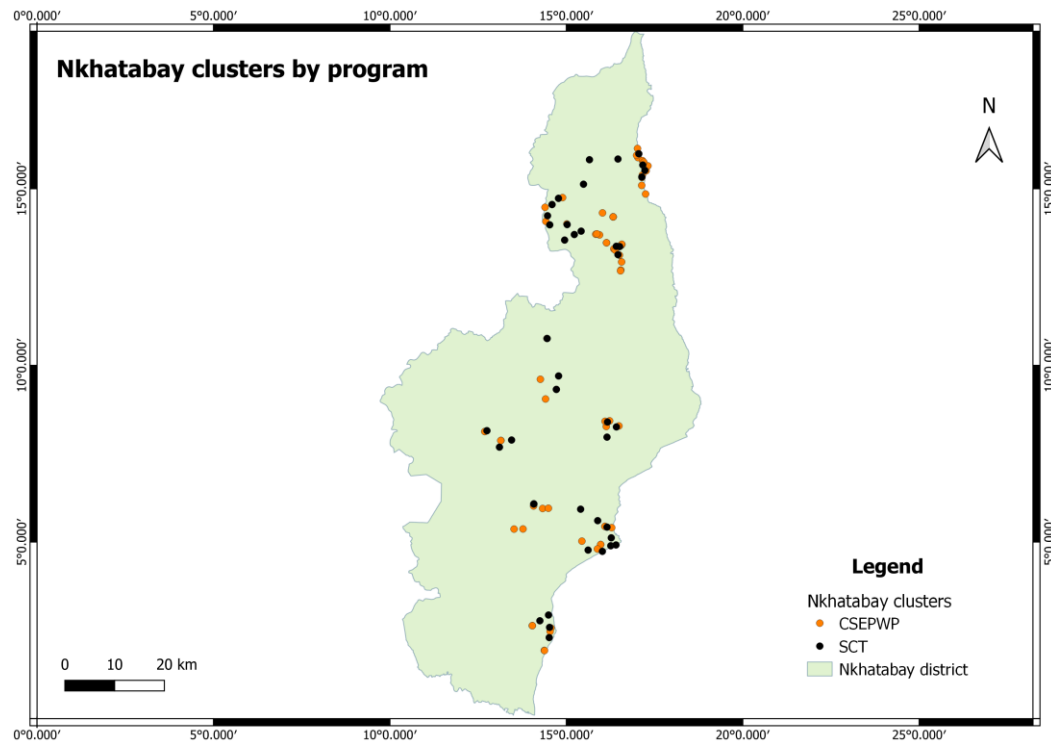 0°0.000′ 5°0.000′ 10°0.000′ 15°0.000′ 20°0.000′ 25°0.000′
Nkhatabay clusters by program
N
15°0.000′ 15°0.000′
10°0.000′ 10°0.000′
5°0.000′ 5°0.000′
Legend
Nkhatabay clusters
CSEPWP
SCT
Nkhatabay district
0 10 20 km
0°0.000′ 5°0.000′ 10°0.000′ 15°0.000′ 20°0.000′ 25°0.000′